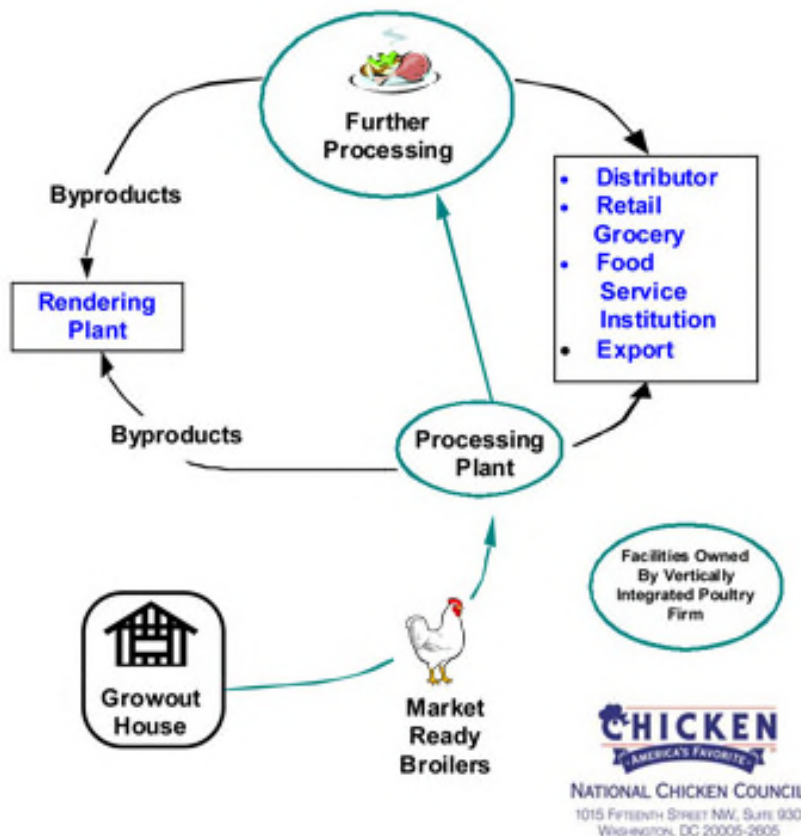 Further
Processing
Byproducts
• Distributor
• Retail
Grocery
• Food
Service
Institution
• Export
Rendering
Plant
Byproducts
Processing
Plant
Facilities Owned
By Vertically
Integrated Poultry
Firm
Growout
House
Market
Ready
Broilers
CHICKEN
AMERICA'S FAVORITE
NATIONAL CHICKEN COUNCIL
1015 FIFTEENTH STREET NW, SUITE 930
WASHINGTON, DC 20005-2605